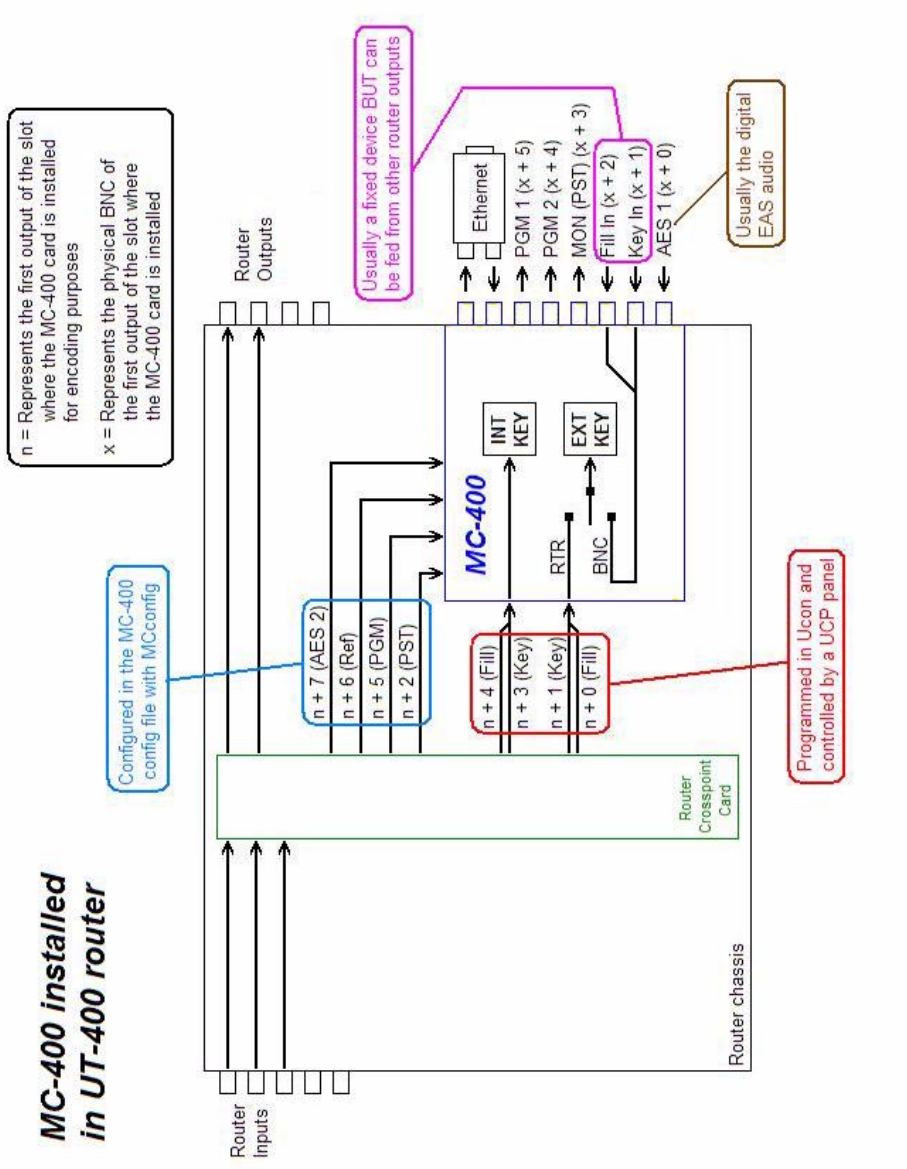 MC-400 installed
in UT-400 router
n = Represents the first output of the slot
where the MC-400 card is installed
for encoding purposes
x = Represents the physical BNC of
the first output of the slot where
the MC-400 card is installed
Configured in the MC-400
config file with MCconfig
Usually a fixed device BUT can
be fed from other router outputs
Router
Inputs
Router
Outputs
n + 7 (AES 2)
n + 6 (Ref)
n + 5 (PGM)
n + 2 (PST)
MC-400
n + 4 (Fill)
n + 3 (Key)
n + 1 (Key)
n + 0 (Fill)
INT
KEY
EXT
KEY
RTR
BNC
Ethernet
PGM 1 (x + 5)
PGM 2 (x + 4)
MON (PST) (x + 3)
Fill In (x + 2)
Key In (x + 1)
AES 1 (x + 0)
Router
Crosspoint
Card
Router chassis
Programmed in Ucon and
controlled by a UCP panel
Usually the digital
EAS audio